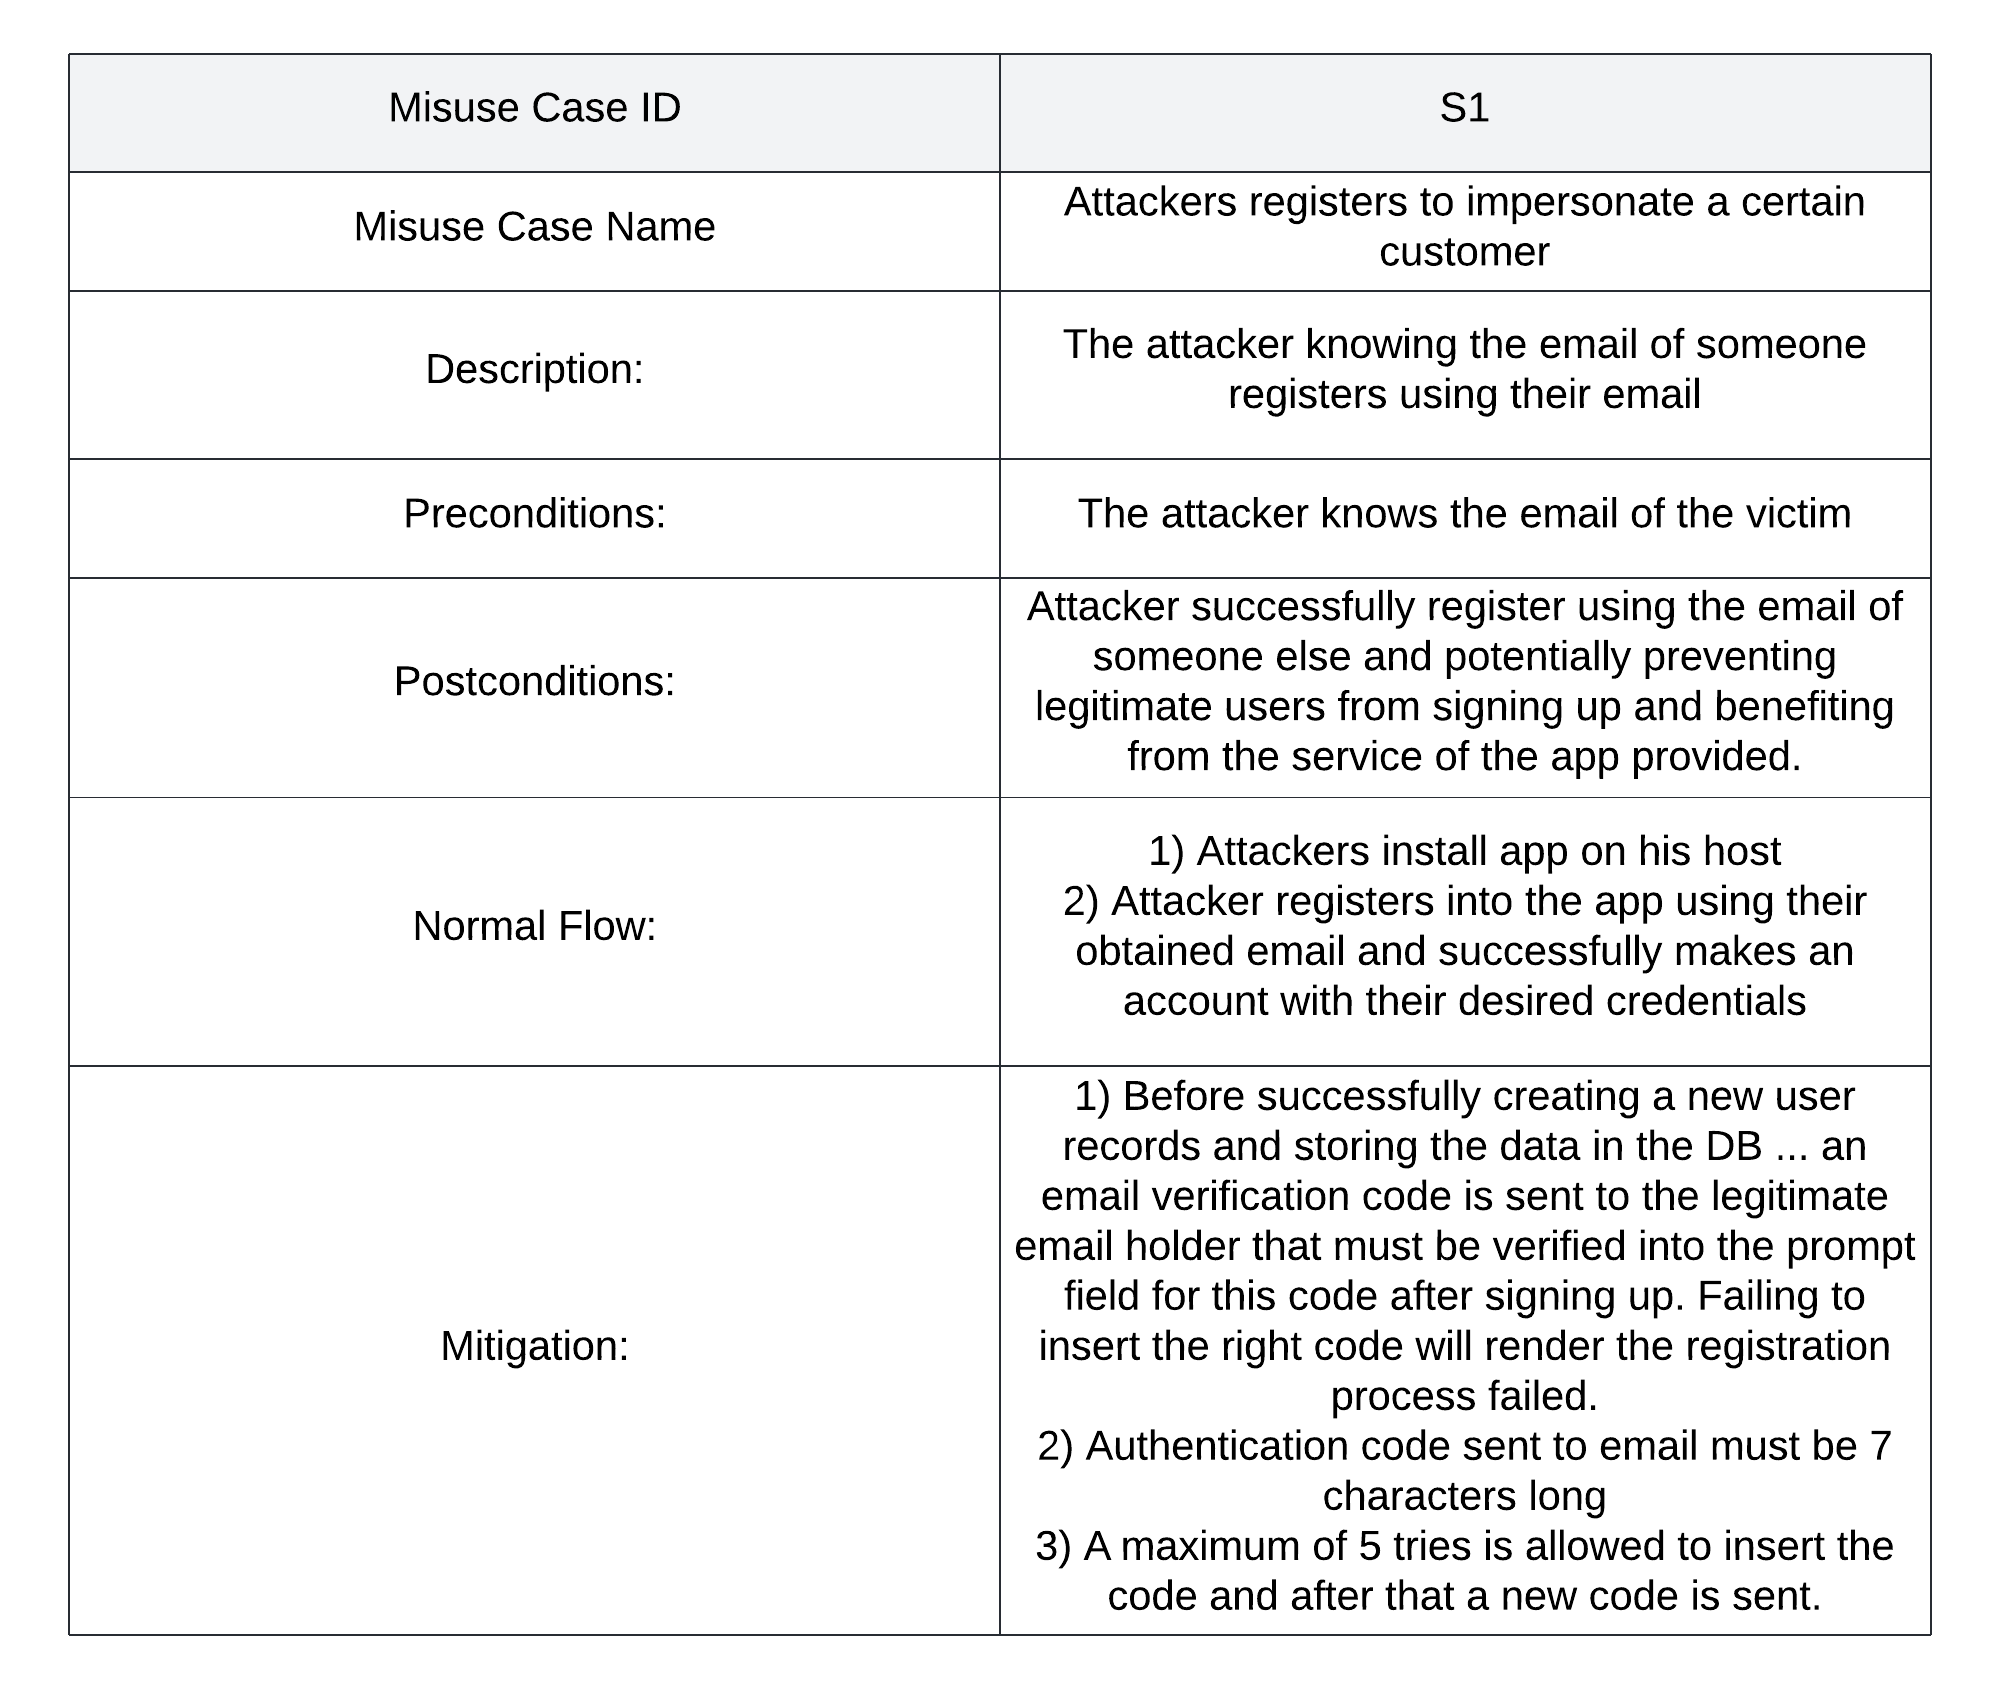 Misuse Case ID
S1
Misuse Case Name
Attackers registers to impersonate a certain
customer
Description:
The attacker knowing the email of someone
registers using their email
Preconditions:
The attacker knows the email of the victim
Postconditions:
Attacker successfully register using the email of
someone else and potentially preventing
legitimate users from signing up and benefiting
from the service of the app provided.
Normal Flow:
1) Attackers install app on his host
2) Attacker registers into the app using their
obtained email and successfully makes an
account with their desired credentials
Mitigation:
1) Before successfully creating a new user
records and storing the data in the DB ... an
email verification code is sent to the legitimate
email holder that must be verified into the prompt
field for this code after signing up. Failing to
insert the right code will render the registration
process failed.
2) Authentication code sent to email must be 7
characters long
3) A maximum of 5 tries is allowed to insert the
code and after that a new code is sent.